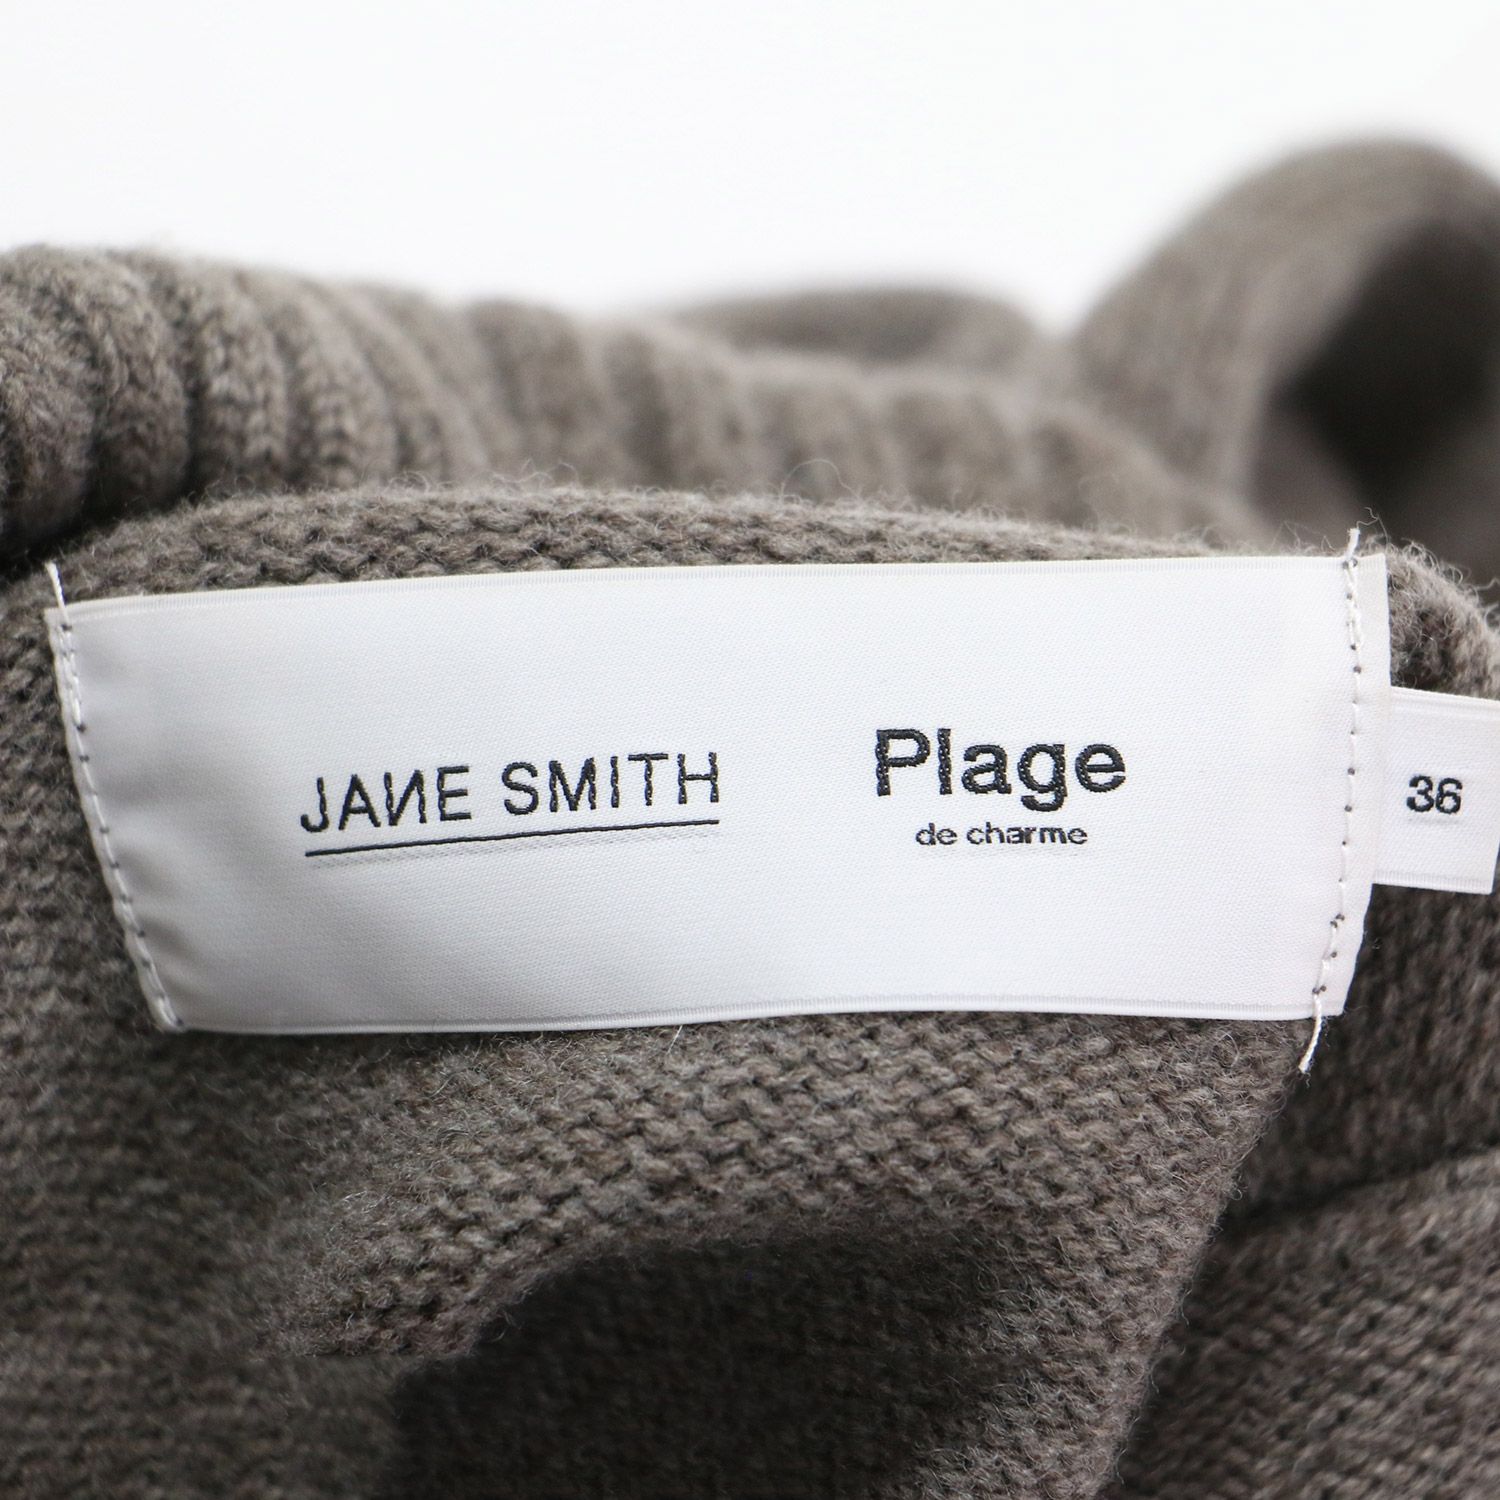 JAИE SMITH
Plage
de charme
36